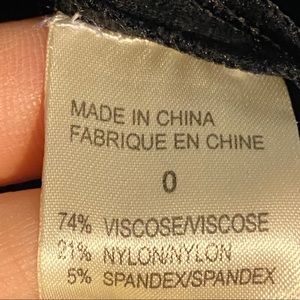 MADE IN CHINA
FABRIQUE EN CHINE
0
74% VISCOSE/VISCOSE
21% NYLON/NYLON
5% SPANDEX/SPANDEX